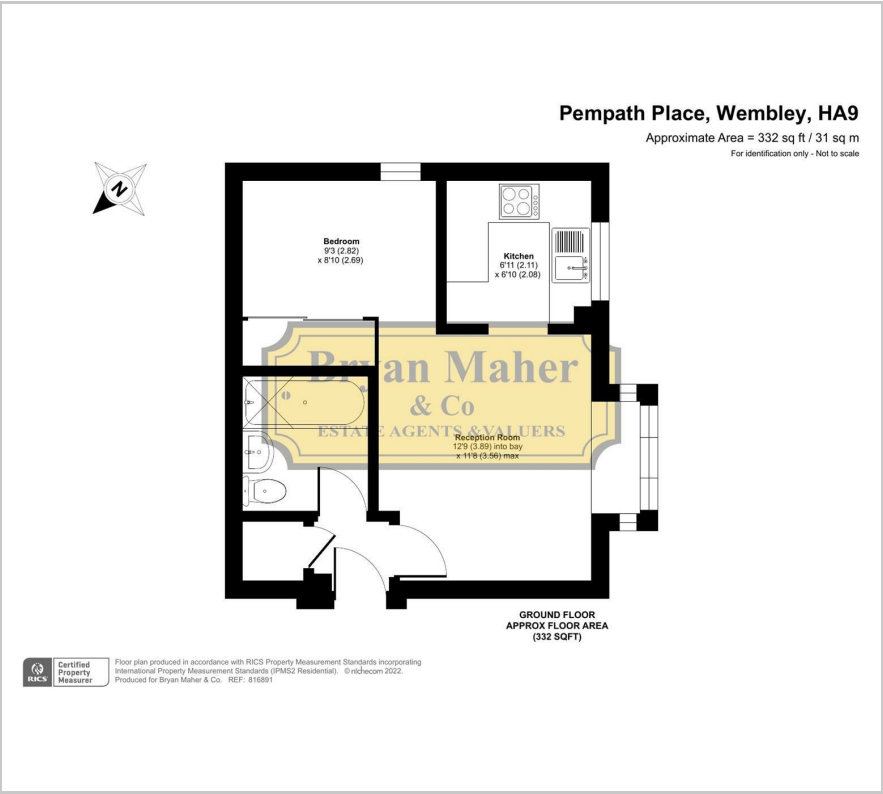 Pempath Place, Wembley, HA9
Approximate Area = 332 sq ft / 31 sq m
For identification only - Not to scale
N
Bedroom
9'3 (2.82)
x 8'10 (2.69)
Kitchen
6'11 (2.11)
x 6'10 (2.08)
Bryan Maher
& Co
ESTATE AGENTS & VALUERS
Reception Room
12'9 (3.89) into bay
x 11'8 (3.56) max
GROUND FLOOR
APPROX FLOOR AREA
(332 SQFT)
RICS
Certified
Property
Measurer
Floor plan produced in accordance with RICS Property Measurement Standards incorporating
International Property Measurement Standards (IPMS2 Residential). © nichecom 2022.
Produced for Bryan Maher & Co. REF: 816891